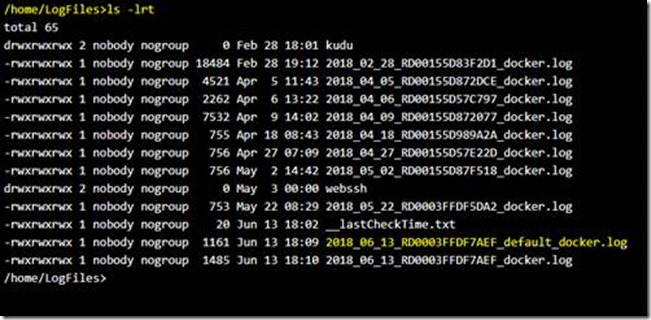 /home/LogFiles>ls -lrt
total 65
drwxrwxrwx 2 nobody nogroup     0 Feb 28 18:01 kudu
-rwxrwxrwx 1 nobody nogroup 18484 Feb 28 19:12 2018_02_28_RD00155D83F2D1_docker.log
-rwxrwxrwx 1 nobody nogroup  4521 Apr  5 11:43 2018_04_05_RD00155D872DCE_docker.log
-rwxrwxrwx 1 nobody nogroup  2262 Apr  6 13:22 2018_04_06_RD00155D57C797_docker.log
-rwxrwxrwx 1 nobody nogroup  7532 Apr  9 14:02 2018_04_09_RD00155D872077_docker.log
-rwxrwxrwx 1 nobody nogroup   755 Apr 18 08:43 2018_04_18_RD00155D989A2A_docker.log
-rwxrwxrwx 1 nobody nogroup   756 Apr 27 07:09 2018_04_27_RD00155D57E22D_docker.log
-rwxrwxrwx 1 nobody nogroup   756 May  2 14:42 2018_05_02_RD00155D87F518_docker.log
drwxrwxrwx 2 nobody nogroup     0 May  3 00:00 webssh
-rwxrwxrwx 1 nobody nogroup   753 May 22 08:29 2018_05_22_RD0003FFDF5DA2_docker.log
-rwxrwxrwx 1 nobody nogroup    20 Jun 13 18:02 __lastCheckTime.txt
-rwxrwxrwx 1 nobody nogroup  1161 Jun 13 18:09 2018_06_13_RD0003FFDF7AEF_default_docker.log
-rwxrwxrwx 1 nobody nogroup  1485 Jun 13 18:10 2018_06_13_RD0003FFDF7AEF_docker.log
/home/LogFiles>